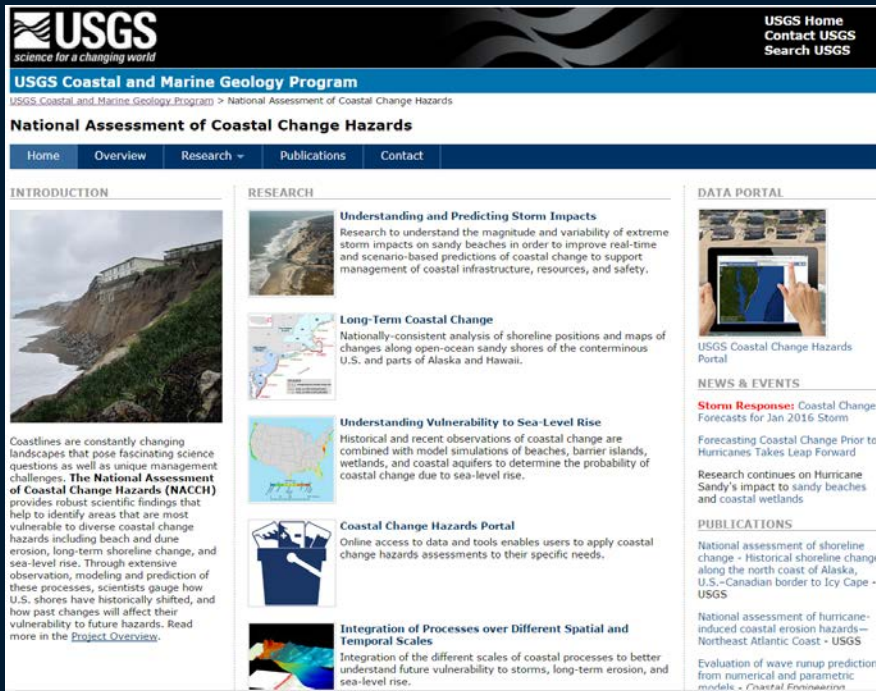 USGS
science for a changing world
USGS Home
Contact USGS
Search USGS
USGS Coastal and Marine Geology Program
USGS Coastal and Marine Geology Program > National Assessment of Coastal Change Hazards
National Assessment of Coastal Change Hazards
Home
Overview
Research
Publications
Contact
INTRODUCTION
Coastlines are constantly changing
landscapes that pose fascinating science
questions as well as unique management
challenges. The National Assessment
of Coastal Change Hazards (NACCH)
provides robust scientific findings that
help to identify areas that are most
vulnerable to diverse coastal change
hazards including beach and dune
erosion, long-term shoreline change, and
sea-level rise. Through extensive
observation, modeling and prediction of
these processes, scientists gauge how
U.S. shores have historically shifted, and
how past changes will affect their
vulnerability to future hazards. Read
more in the Project Overview.
RESEARCH
Understanding and Predicting Storm Impacts
Research to understand the magnitude and variability of extreme
storm impacts on sandy beaches in order to improve real-time
and scenario-based predictions of coastal change to support
management of coastal infrastructure, resources, and safety.
Long-Term Coastal Change
Nationally-consistent analysis of shoreline positions and maps of
changes along open-ocean sandy shores of the conterminous
U.S. and parts of Alaska and Hawaii.
Understanding Vulnerability to Sea-Level Rise
Historical and recent observations of coastal change are
combined with model simulations of beaches, barrier islands,
wetlands, and coastal aquifers to determine the probability of
coastal change due to sea-level rise.
Coastal Change Hazards Portal
Online access to data and tools enables users to apply coastal
change hazards assessments to their specific needs.
Integration of Processes over Different Spatial and
Temporal Scales
Integration of the different scales of coastal processes to better
understand future vulnerability to storms, long-term erosion, and
sea-level rise.
DATA PORTAL
USGS Coastal Change Hazards
Portal
NEWS & EVENTS
Storm Response: Coastal Change
Forecasts for Jan 2016 Storm
Forecasting Coastal Change Prior to
Hurricanes Takes Leap Forward
Research continues on Hurricane
Sandy's impact to sandy beaches
and coastal wetlands
PUBLICATIONS
National assessment of shoreline
change - Historical shoreline change
along the north coast of Alaska,
U.S.-Canadian border to Icy Cape -
USGS
National assessment of hurricane-
induced coastal erosion hazards—
Northeast Atlantic Coast - USGS
Evaluation of wave runup prediction
from numerical and parametric
models - Coastal Engineering